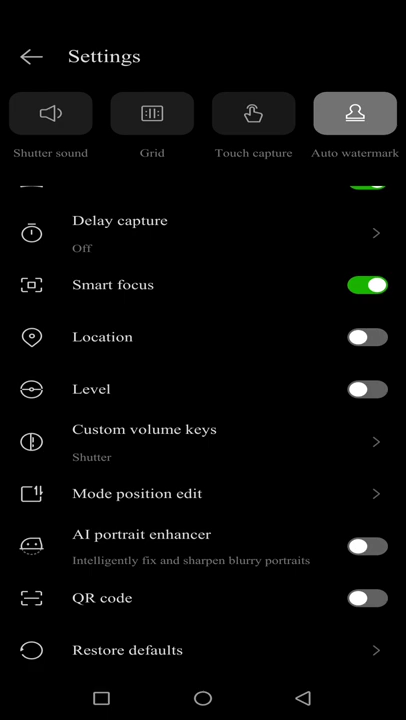 Settings
Shutter sound
Grid
Touch capture
Auto watermark
Delay capture
Off
Smart focus
Location
Level
Custom volume keys
Shutter
Mode position edit
AI portrait enhancer
Intelligently fix and sharpen blurry portraits
QR code
Restore defaults